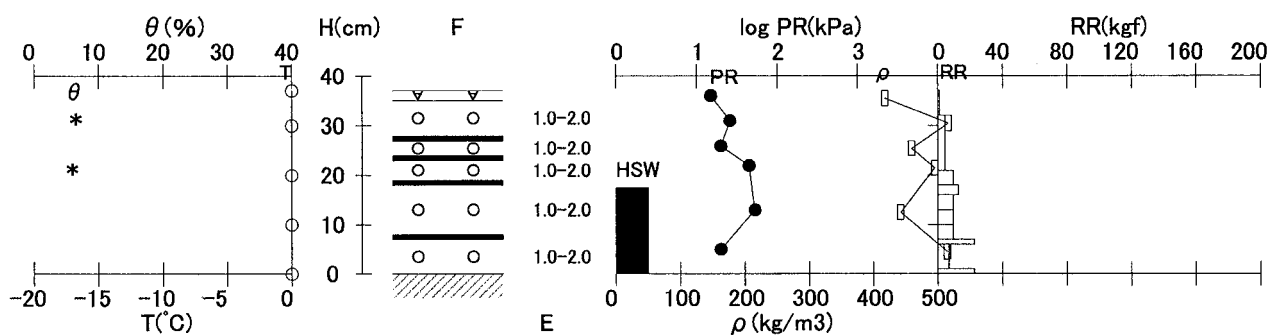 θ(%) H(cm) F log PR(kPa) RR(kgf)
0 10 20 30 40 0 1 2 3 0 40 80 120 160 200
T 40 PR ρ RR
θ
* 30 1.0-2.0
1.0-2.0
* 20 1.0-2.0 HSW
10 1.0-2.0
0 1.0-2.0
-20 -15 -10 -5 0 0 100 200 300 400 500
T(°C) E ρ(kg/m3)